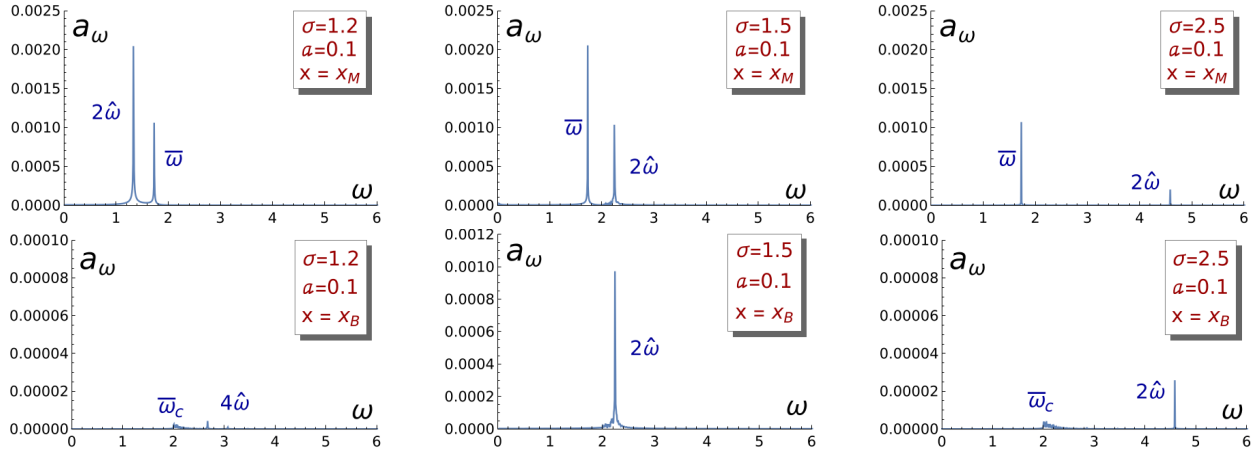 a_ω
0.0025
0.0020
0.0015
0.0010
0.0005
0.0000
0 1 2 3 4 5 6
ω
2ω̂
ω̅
σ=1.2
a=0.1
x = x_M
a_ω
0.0025
0.0020
0.0015
0.0010
0.0005
0.0000
0 1 2 3 4 5 6
ω
ω̅
2ω̂
σ=1.5
a=0.1
x = x_M
a_ω
0.0025
0.0020
0.0015
0.0010
0.0005
0.0000
0 1 2 3 4 5 6
ω
ω̅
2ω̂
σ=2.5
a=0.1
x = x_M
a_ω
0.00010
0.00008
0.00006
0.00004
0.00002
0.00000
0 1 2 3 4 5 6
ω
ω̅_c
4ω̂
σ=1.2
a=0.1
x = x_B
a_ω
0.0012
0.0010
0.0008
0.0006
0.0004
0.0002
0.0000
0 1 2 3 4 5 6
ω
2ω̂
σ=1.5
a=0.1
x = x_B
a_ω
0.00010
0.00008
0.00006
0.00004
0.00002
0.00000
0 1 2 3 4 5 6
ω
ω̅_c
2ω̂
σ=2.5
a=0.1
x = x_B